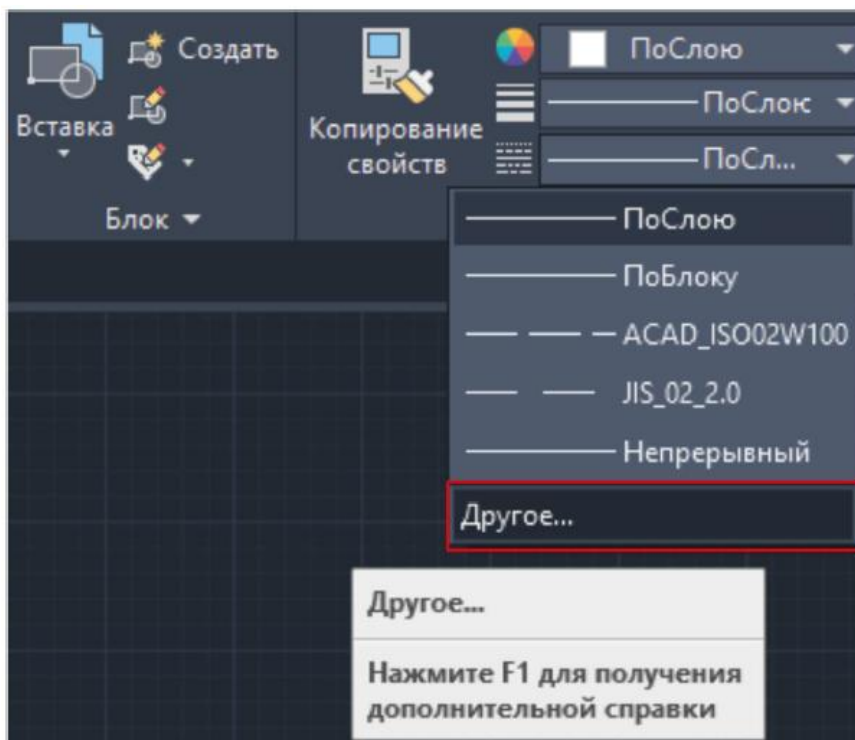 Создать
Вставка
Блок
Копирование
свойств
ПоСлою
ПоСлок
ПоСл...
ПоСлою
ПоБлоку
ACAD_ISO02W100
JIS_02_2.0
Непрерывный
Другое...
Другое...
Нажмите F1 для получения
дополнительной справки